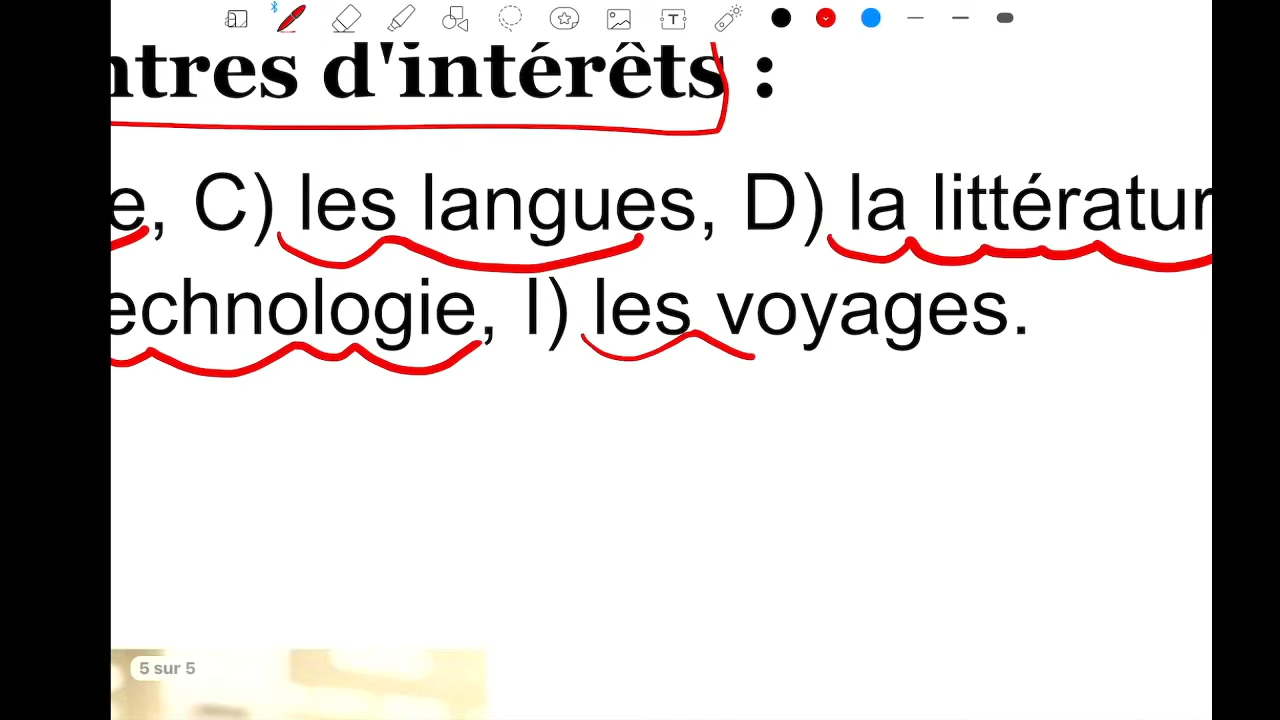 ntres d'intérêts :
e, C) les langues, D) la littératur
echnologie, I) les voyages.
5 sur 5